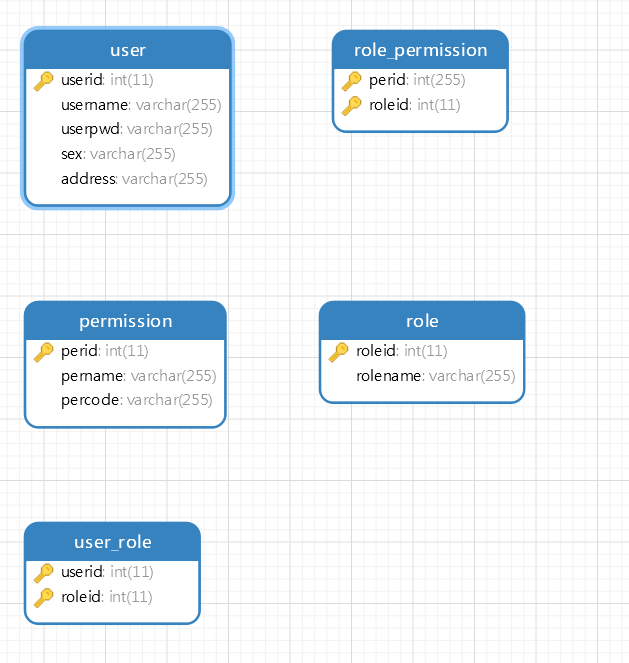 user
userid: int(11)
username: varchar(255)
userpwd: varchar(255)
sex: varchar(255)
address: varchar(255)
role_permission
perid: int(255)
roleid: int(11)
permission
perid: int(11)
pername: varchar(255)
percode: varchar(255)
role
roleid: int(11)
rolename: varchar(255)
user_role
userid: int(11)
roleid: int(11)